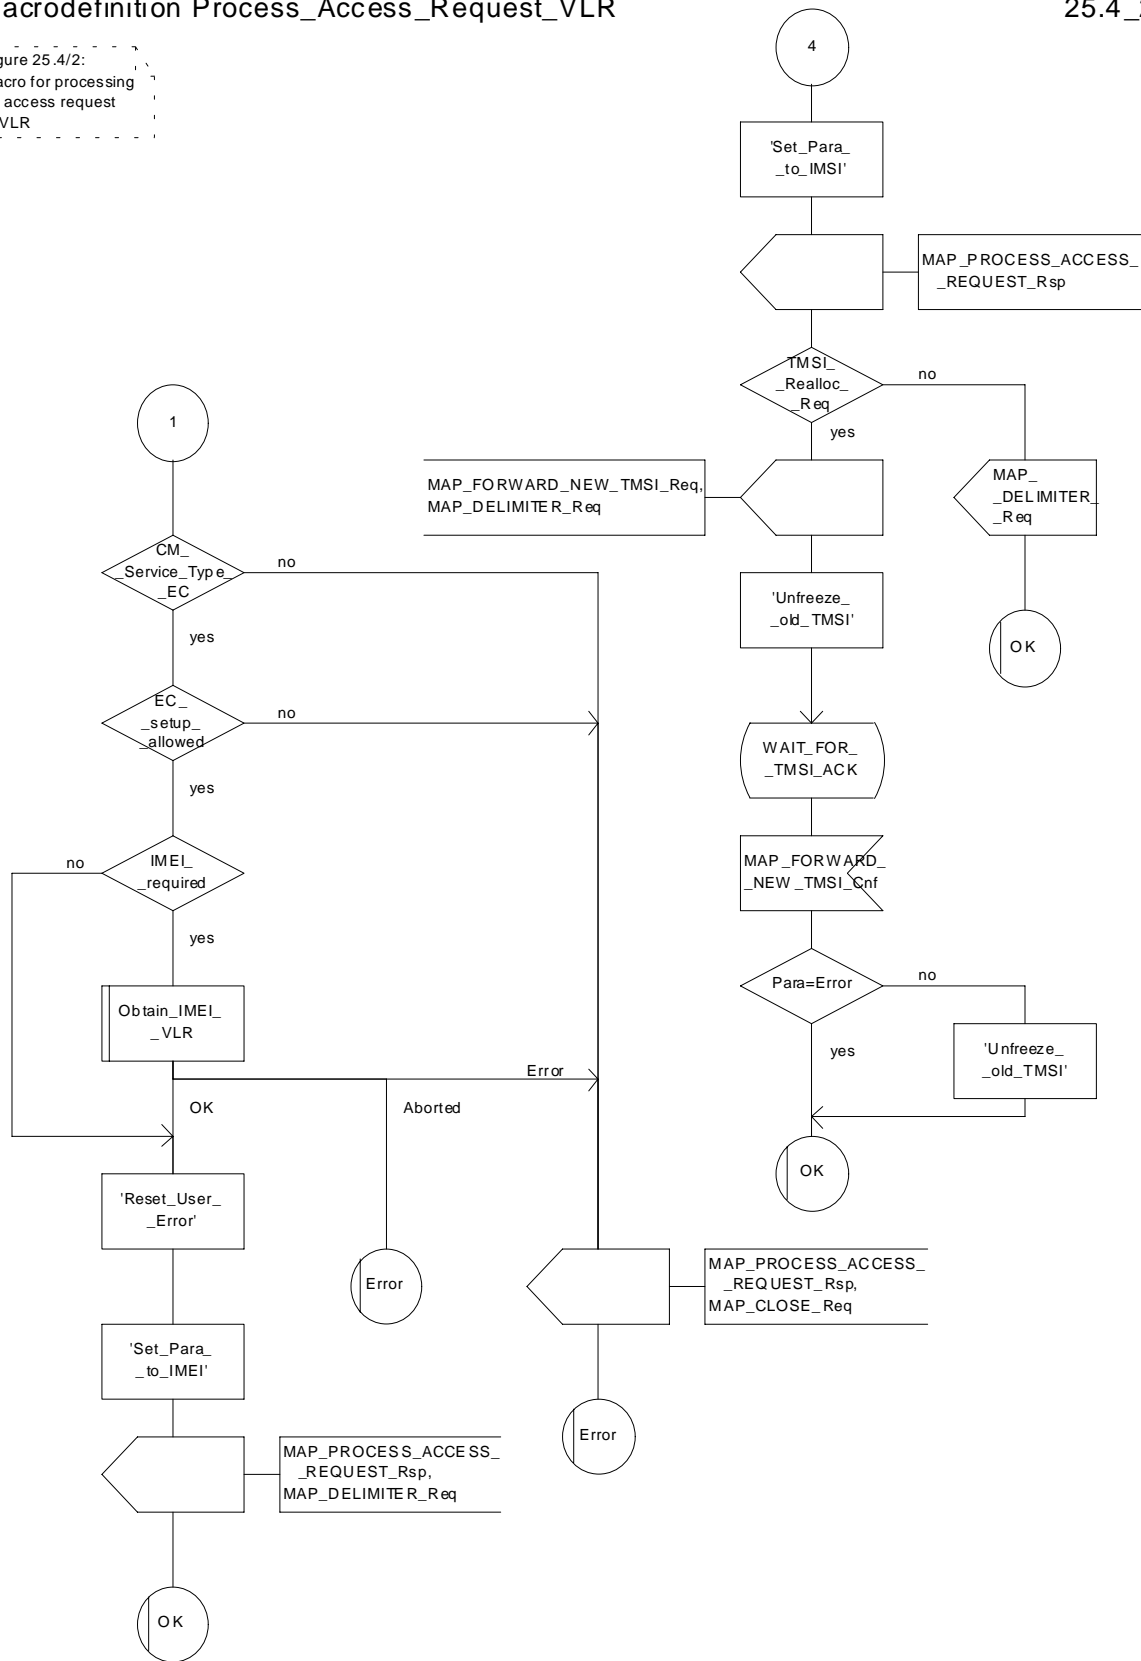 acrodefinition Process_Access_Request_VLR
25.4_
gure 25.4/2:
acro for processing
access request
VLR
4
'Set_Para_
_to_IMSI'
MAP_PROCESS_ACCESS_
_REQUEST_Rsp
TMSI_
_Realloc_
_Req
no
yes
MAP_FORWARD_NEW_TMSI_Req,
MAP_DELIMITER_Req
MAP_
_DELIMITER_
_Req
'Unfreeze_
_old_TMSI'
OK
WAIT_FOR_
_TMSI_ACK
MAP_FORWARD_
_NEW_TMSI_Cnf
Para=Error
no
yes
'Unfreeze_
_old_TMSI'
OK
1
CM_
_Service_Type_
_EC
no
yes
EC_
_setup_
_allowed
no
yes
IMEI_
_required
no
yes
Obtain_IMEI_
_VLR
Error
OK
Aborted
'Reset_User_
_Error'
Error
MAP_PROCESS_ACCESS_
_REQUEST_Rsp,
MAP_CLOSE_Req
'Set_Para_
_to_IMEI'
Error
MAP_PROCESS_ACCESS_
_REQUEST_Rsp,
MAP_DELIMITER_Req
OK